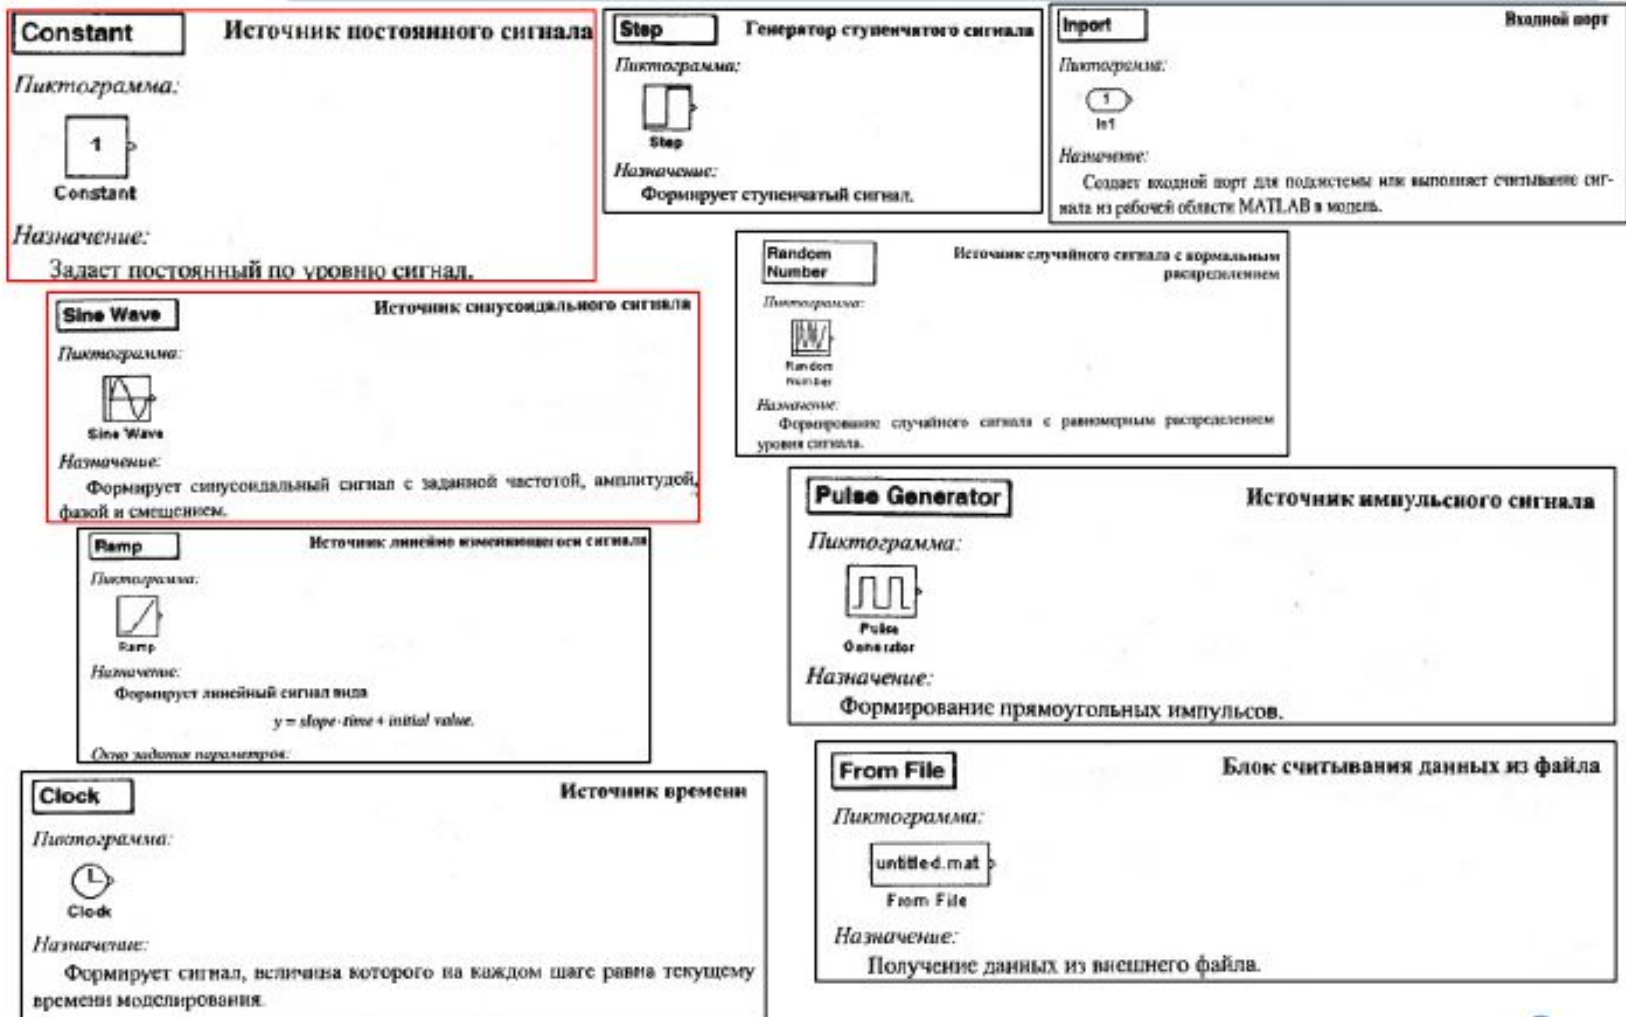 Constant
Источник постоянного сигнала
Пиктограмма:
1
Constant
Назначение:
Задает постоянный по уровню сигнал.
Step
Генератор ступенчатого сигнала
Пиктограмма:
Step
Назначение:
Формирует ступенчатый сигнал.
Inport
Входной порт
Пиктограмма:
1
In1
Назначение:
Создает входной порт для подсистемы или выполняет считывание сиг-
нала из рабочей области MATLAB в модель.
Sine Wave
Источник синусоидального сигнала
Пиктограмма:
Sine Wave
Назначение:
Формирует синусоидальный сигнал с заданной частотой, амплитудой,
фазой и смещением.
Random
Number
Источник случайного сигнала с нормальным
распределением
Пиктограмма:
Random
Number
Назначение:
Формирование случайного сигнала с равномерным распределением
уровня сигнала.
Ramp
Источник линейно изменяющегося сигнала
Пиктограмма:
Ramp
Назначение:
Формирует линейный сигнал вида
y = slope·time + initial value.
Окно задания параметров:
Pulse Generator
Источник импульсного сигнала
Пиктограмма:
Pulse
Generator
Назначение:
Формирование прямоугольных импульсов.
Clock
Источник времени
Пиктограмма:
Clock
Назначение:
Формирует сигнал, величина которого на каждом шаге равна текущему
времени моделирования.
From File
Блок считывания данных из файла
Пиктограмма:
untitled.mat
From File
Назначение:
Получение данных из внешнего файла.